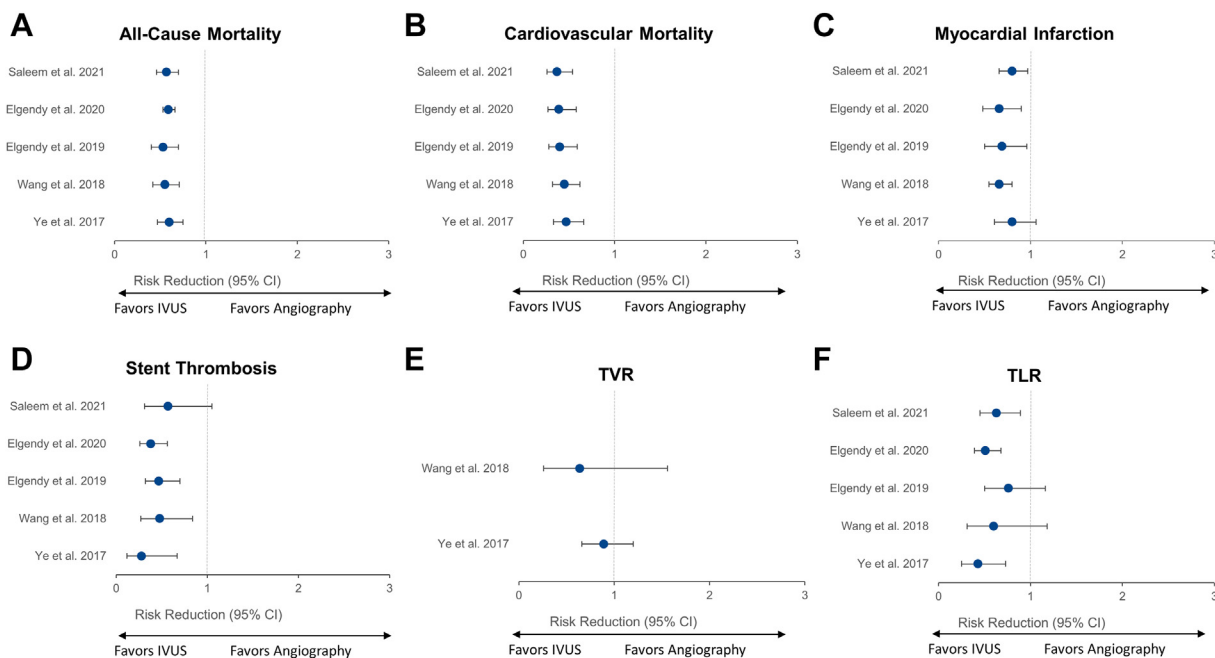 A
All-Cause Mortality
Saleem et al. 2021
Elgendy et al. 2020
Elgendy et al. 2019
Wang et al. 2018
Ye et al. 2017
0 1 2 3
Risk Reduction (95% CI)
Favors IVUS Favors Angiography
B
Cardiovascular Mortality
Saleem et al. 2021
Elgendy et al. 2020
Elgendy et al. 2019
Wang et al. 2018
Ye et al. 2017
0 1 2 3
Risk Reduction (95% CI)
Favors IVUS Favors Angiography
C
Myocardial Infarction
Saleem et al. 2021
Elgendy et al. 2020
Elgendy et al. 2019
Wang et al. 2018
Ye et al. 2017
0 1 2 3
Risk Reduction (95% CI)
Favors IVUS Favors Angiography
D
Stent Thrombosis
Saleem et al. 2021
Elgendy et al. 2020
Elgendy et al. 2019
Wang et al. 2018
Ye et al. 2017
0 1 2 3
Risk Reduction (95% CI)
Favors IVUS Favors Angiography
E
TVR
Wang et al. 2018
Ye et al. 2017
0 1 2 3
Risk Reduction (95% CI)
Favors IVUS Favors Angiography
F
TLR
Saleem et al. 2021
Elgendy et al. 2020
Elgendy et al. 2019
Wang et al. 2018
Ye et al. 2017
0 1 2 3
Risk Reduction (95% CI)
Favors IVUS Favors Angiography